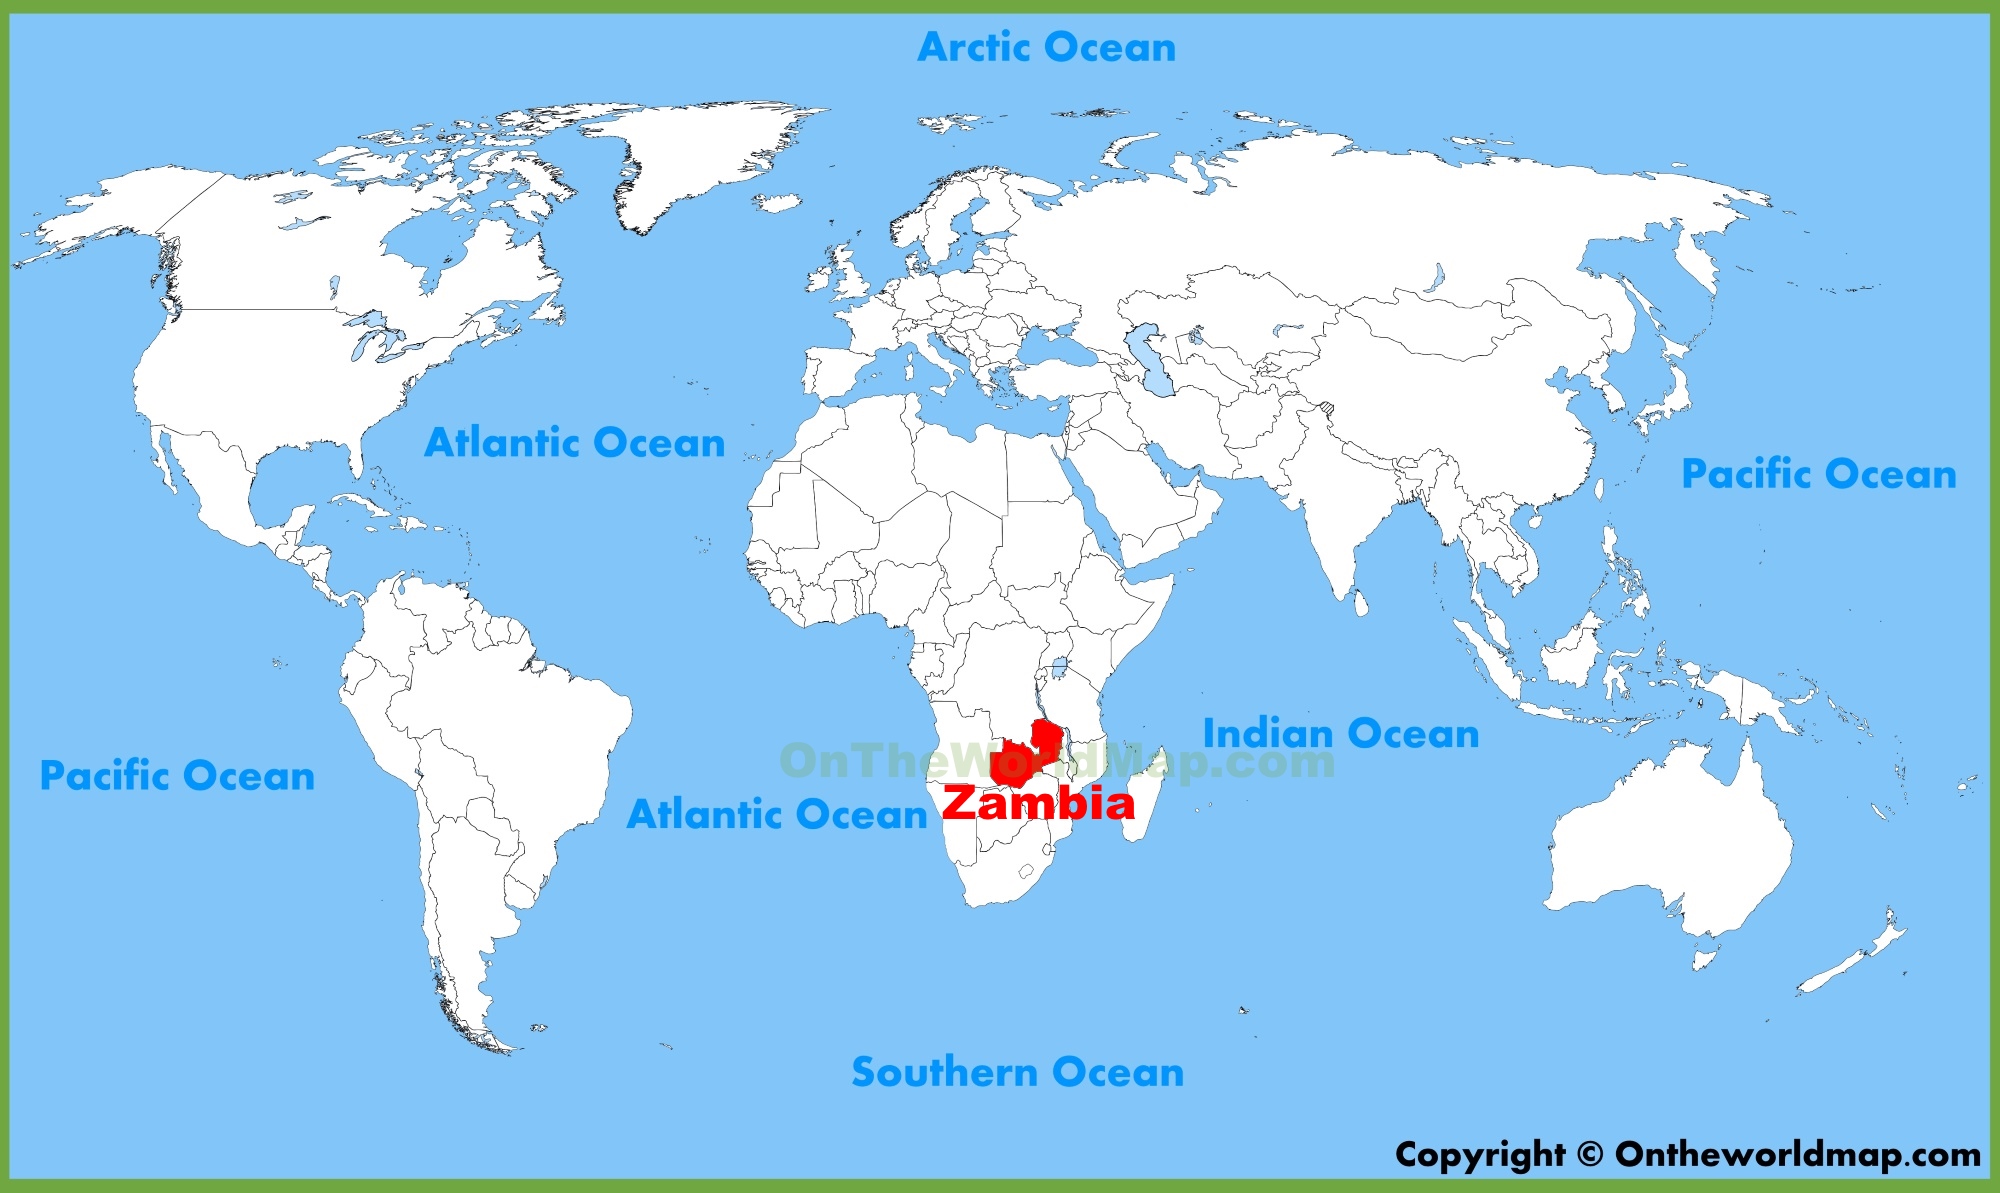 Arctic Ocean
Atlantic Ocean
Pacific Ocean
Indian Ocean
OnTheWorldMap.com
Pacific Ocean
Zambia
Atlantic Ocean
Southern Ocean
Copyright © Ontheworldmap.com